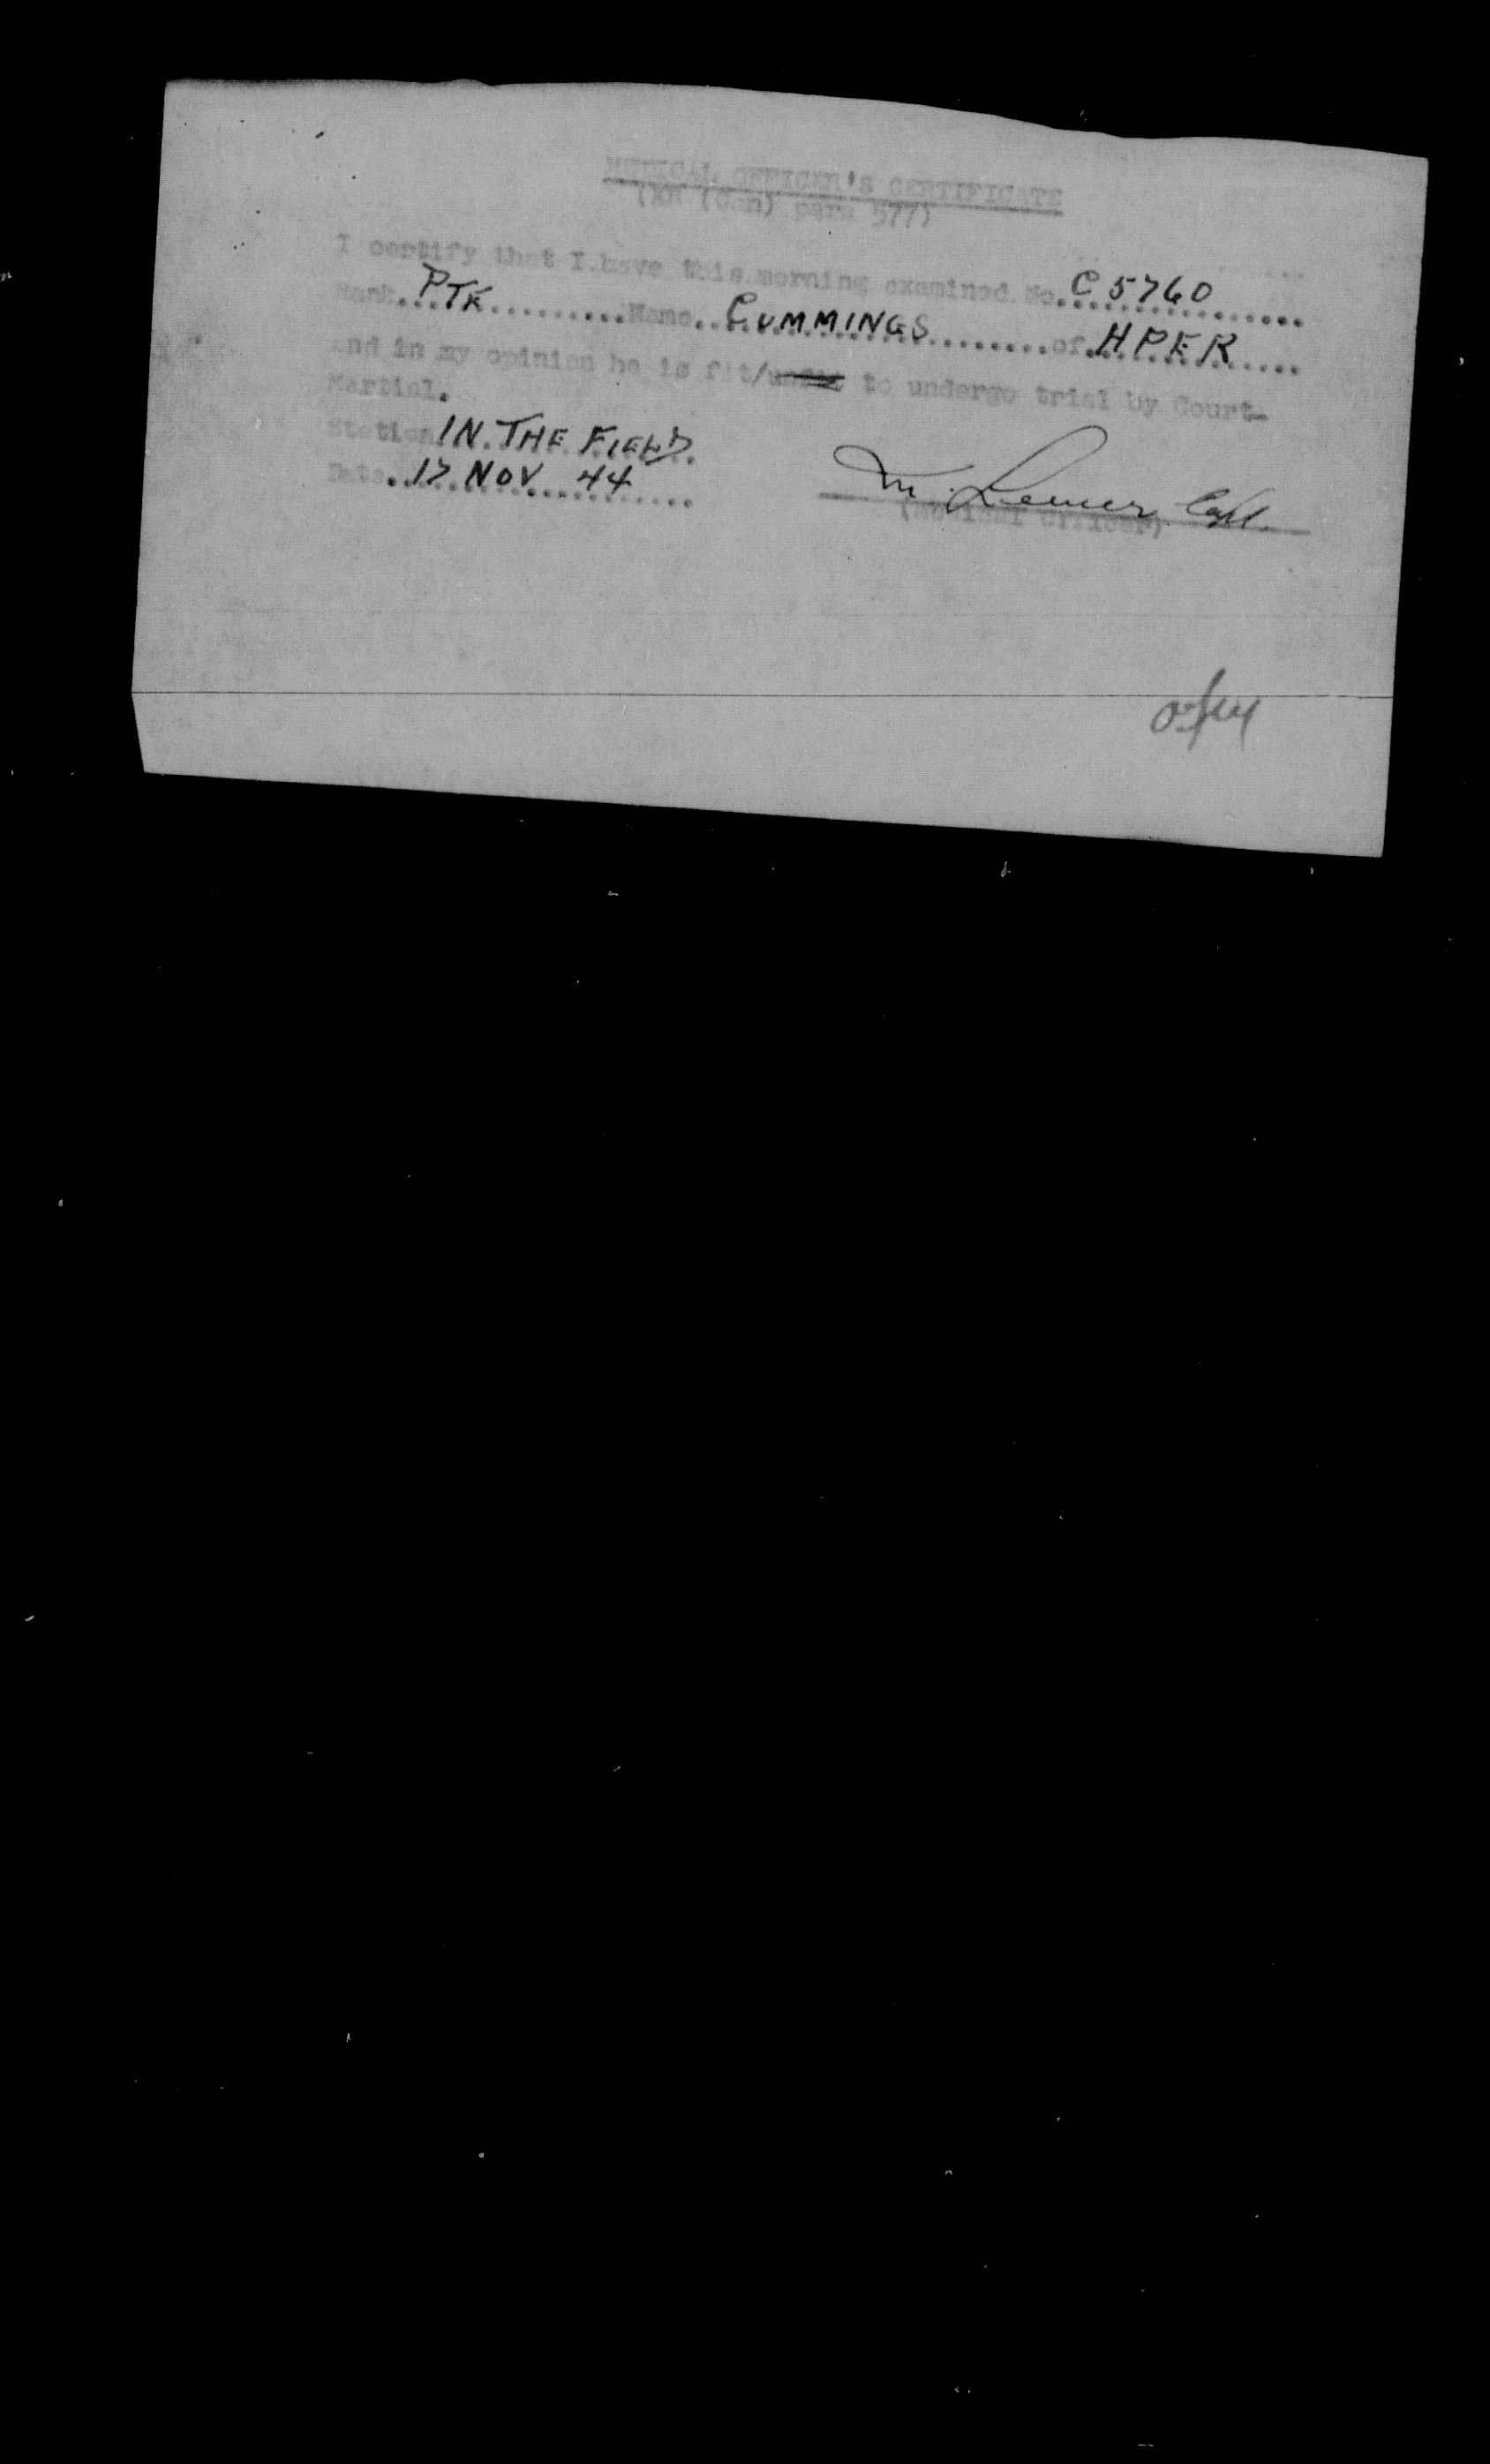 MEDICAL OFFICER'S CERTIFICATE
(KR (Can) para 577)
I certify that I have this morning examined No. C 5760
Rank PTE Name CUMMINGS of HPER
and in my opinion he is fit/unfit to undergo trial by Court-
Martial.
Station IN THE FIELD
Date 17 NOV 44
M. Lerner Capt.
(Medical Officer)